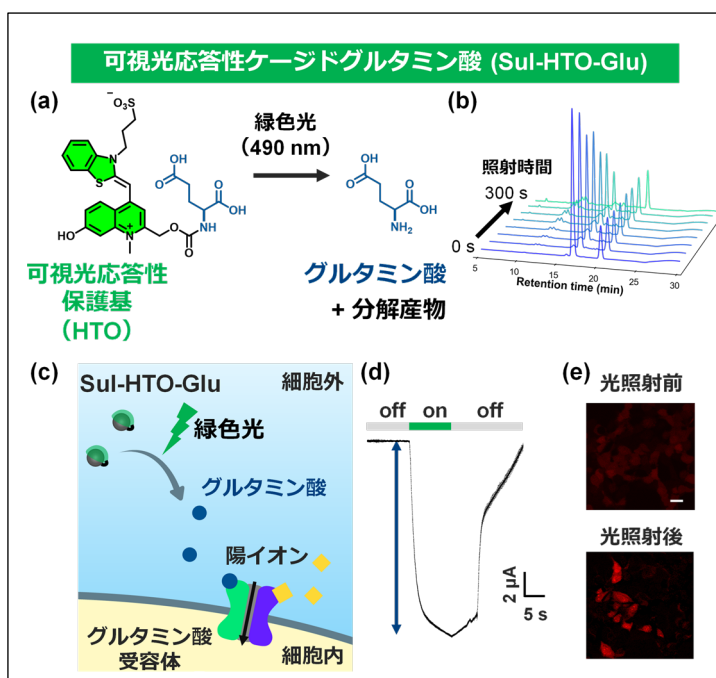 可視光応答性ケージドグルタミン酸 (Sul-HTO-Glu)
(a)
−
O₃S
N
S
HO
N⁺
O
O
NH
O
OH
O
OH
可視光応答性
保護基
（HTO）
緑色光
（490 nm）
O
OH
O
OH
NH₂
グルタミン酸
+ 分解産物
(b)
照射時間
300 s
0 s
5
10
15
20
25
30
Retention time (min)
(c)
Sul-HTO-Glu
細胞外
緑色光
グルタミン酸
陽イオン
グルタミン酸
受容体
細胞内
(d)
off
on
off
2 µA
5 s
(e)
光照射前
光照射後